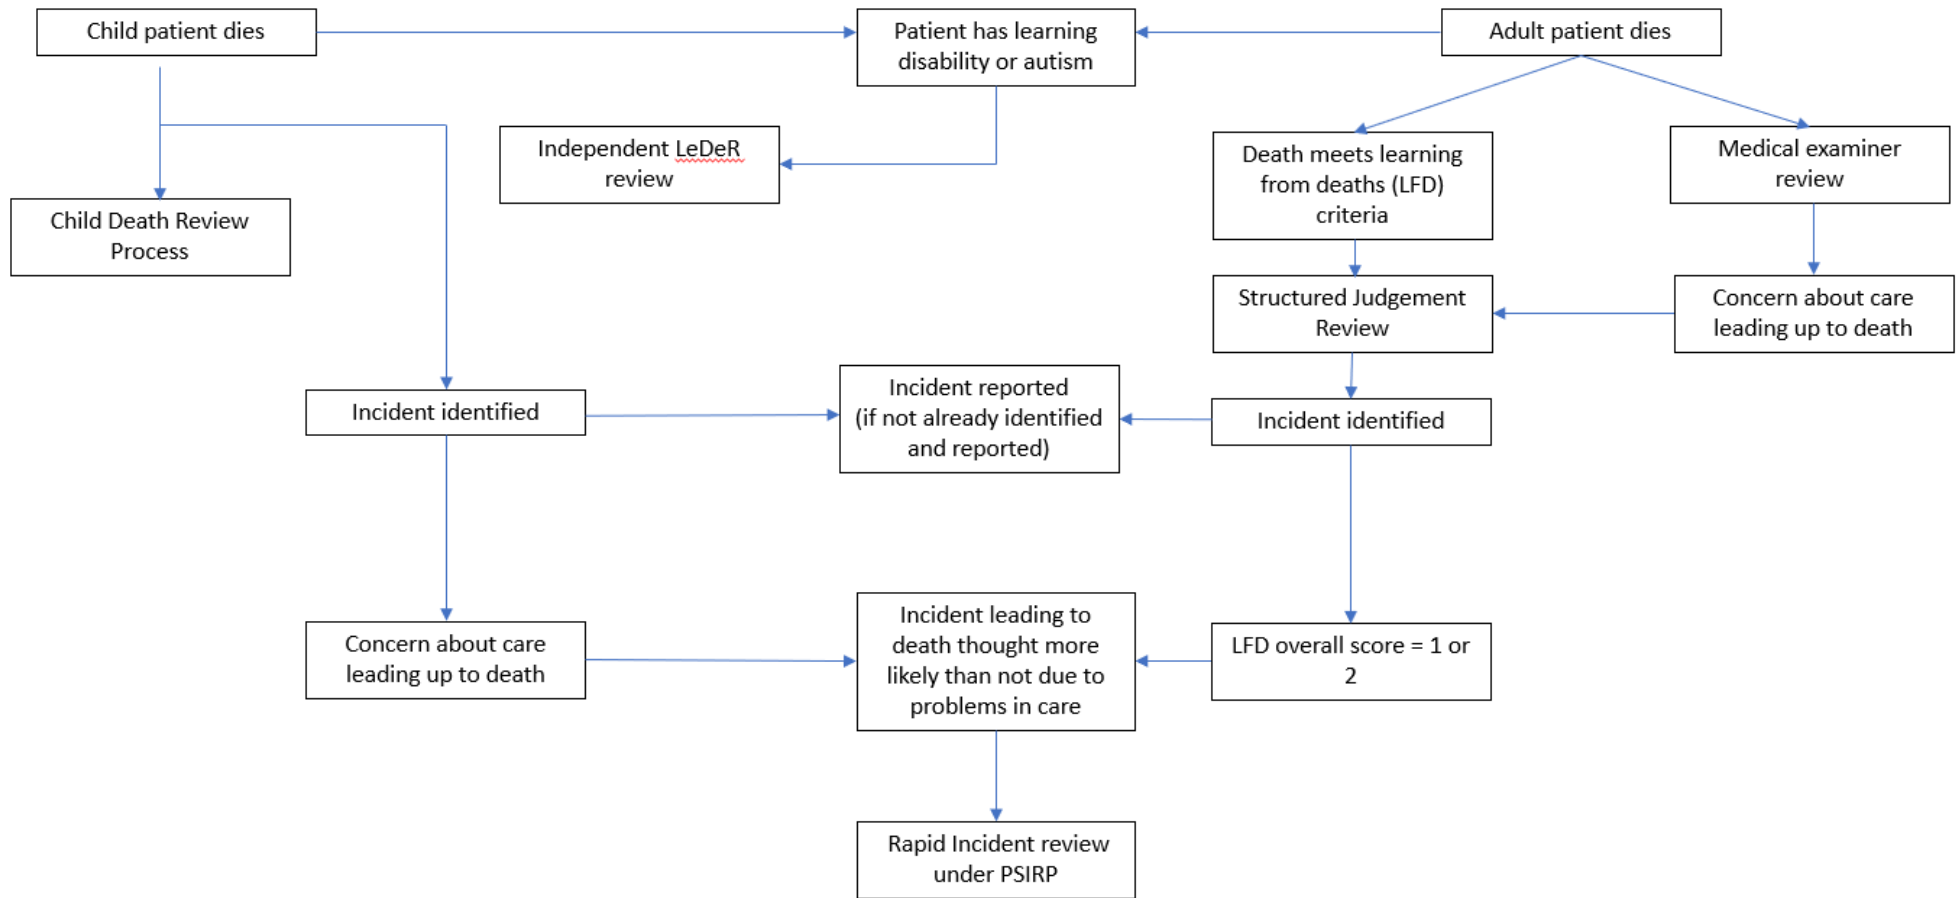 Child patient dies
Patient has learning
disability or autism
Adult patient dies
Independent LeDeR
review
Death meets learning
from deaths (LFD)
criteria
Medical examiner
review
Child Death Review
Process
Structured Judgement
Review
Concern about care
leading up to death
Incident identified
Incident reported
(if not already identified
and reported)
Incident identified
Concern about care
leading up to death
Incident leading to
death thought more
likely than not due to
problems in care
LFD overall score = 1 or
2
Rapid Incident review
under PSIRP